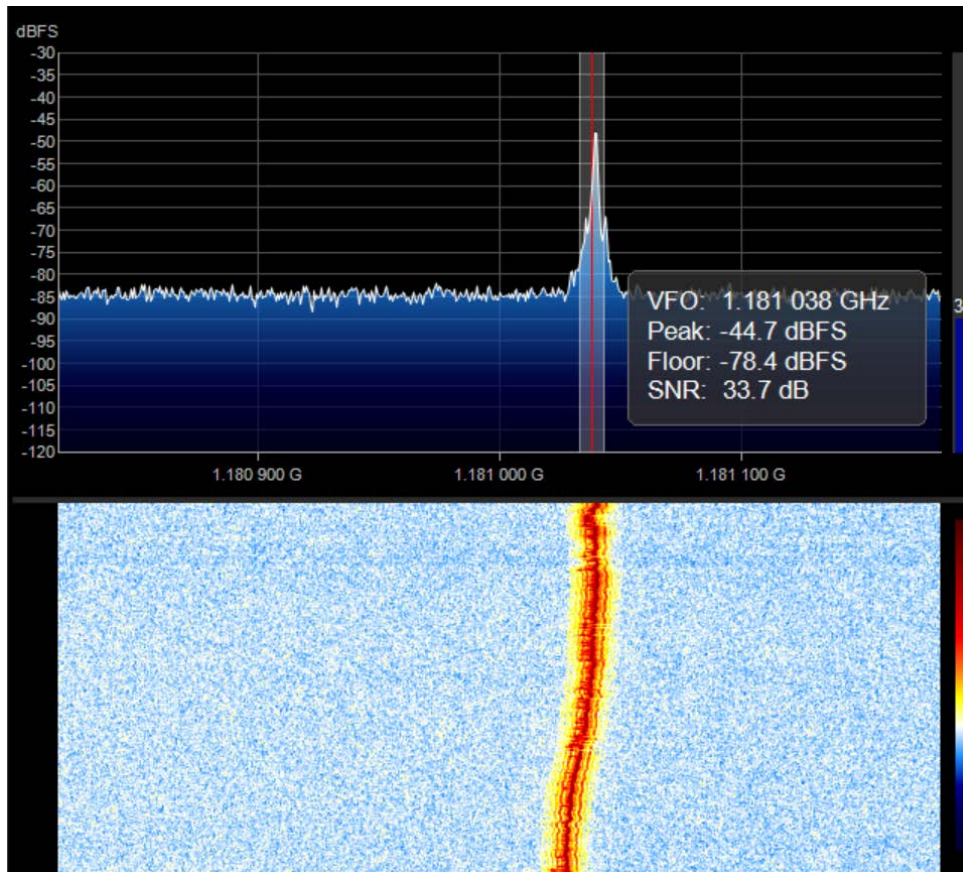 dBFS
-30
-35
-40
-45
-50
-55
-60
-65
-70
-75
-80
-85
-90
-95
-100
-105
-110
-115
-120
VFO: 1.181 038 GHz
Peak: -44.7 dBFS
Floor: -78.4 dBFS
SNR: 33.7 dB
3
1.180 900 G
1.181 000 G
1.181 100 G